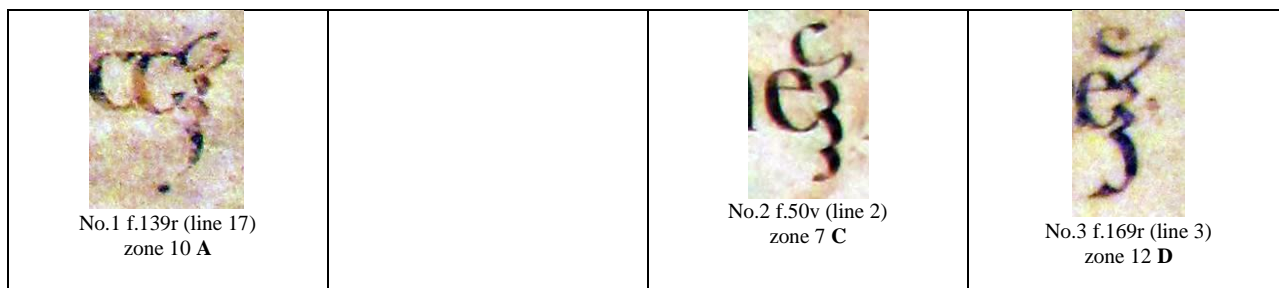 No.1 f.139r (line 17)
zone 10 A
No.2 f.50v (line 2)
zone 7 C
No.3 f.169r (line 3)
zone 12 D